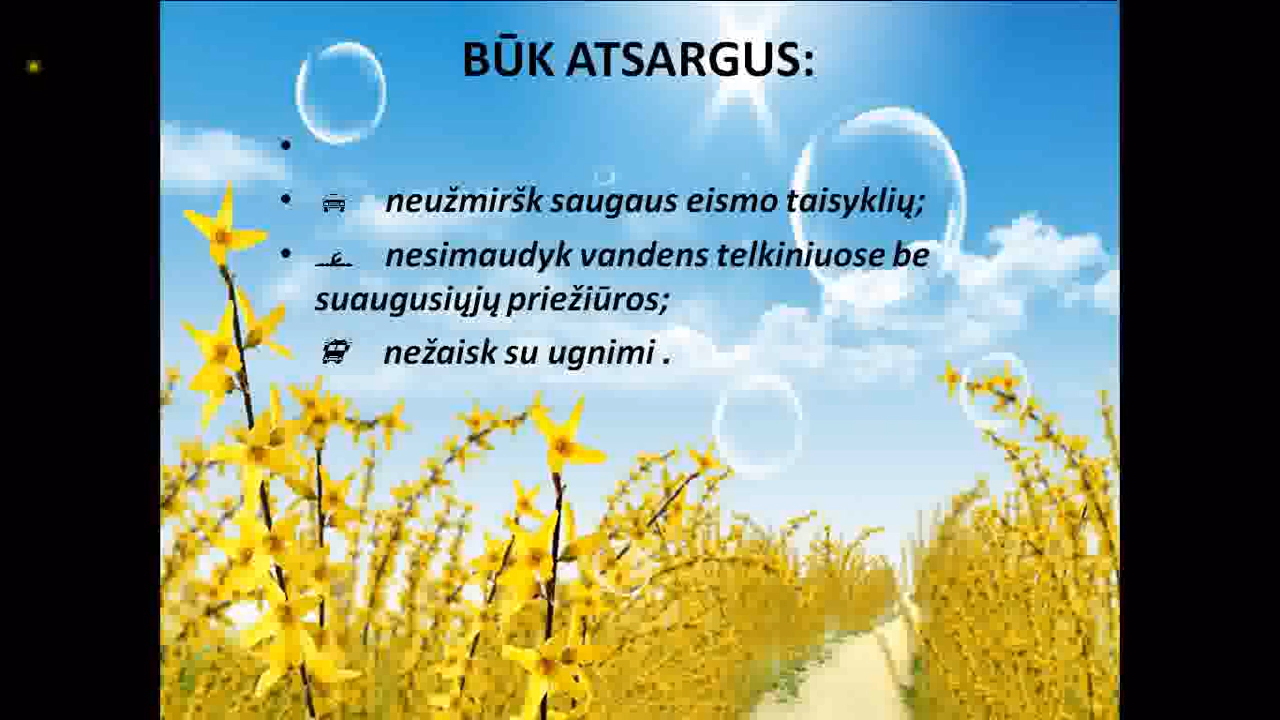 BŪK ATSARGUS:
neužmiršk saugaus eismo taisyklių;
nesimaudyk vandens telkiniuose be
suaugusiųjų priežiūros;
nežaisk su ugnimi .